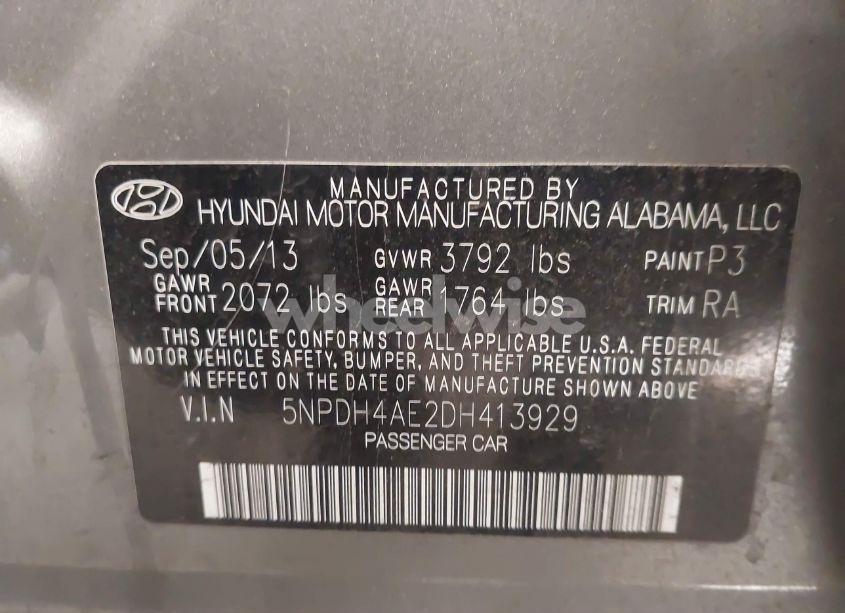 MANUFACTURED BY
HYUNDAI MOTOR MANUFACTURING ALABAMA, LLC
Sep/05/13 GVWR 3792 lbs PAINT P3
GAWR FRONT 2072 lbs GAWR REAR 1764 lbs TRIM RA
wheelwise
THIS VEHICLE CONFORMS TO ALL APPLICABLE U.S.A. FEDERAL
MOTOR VEHICLE SAFETY, BUMPER, AND THEFT PREVENTION STANDARDS
IN EFFECT ON THE DATE OF MANUFACTURE SHOWN ABOVE
V.I.N 5NPDH4AE2DH413929
PASSENGER CAR